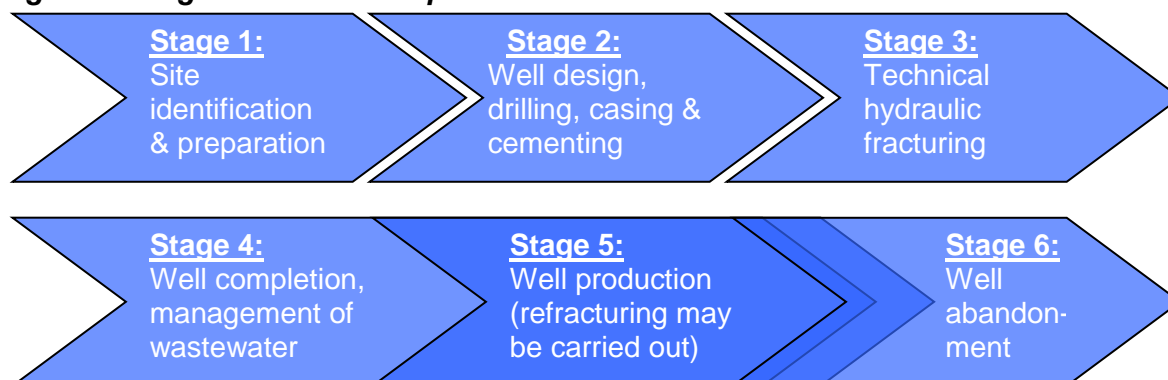 Stage 1:
Site
identification
& preparation
Stage 2:
Well design,
drilling, casing &
cementing
Stage 3:
Technical
hydraulic
fracturing
Stage 4:
Well completion,
management of
wastewater
Stage 5:
Well production
(refracturing may
be carried out)
Stage 6:
Well
abandon-
ment